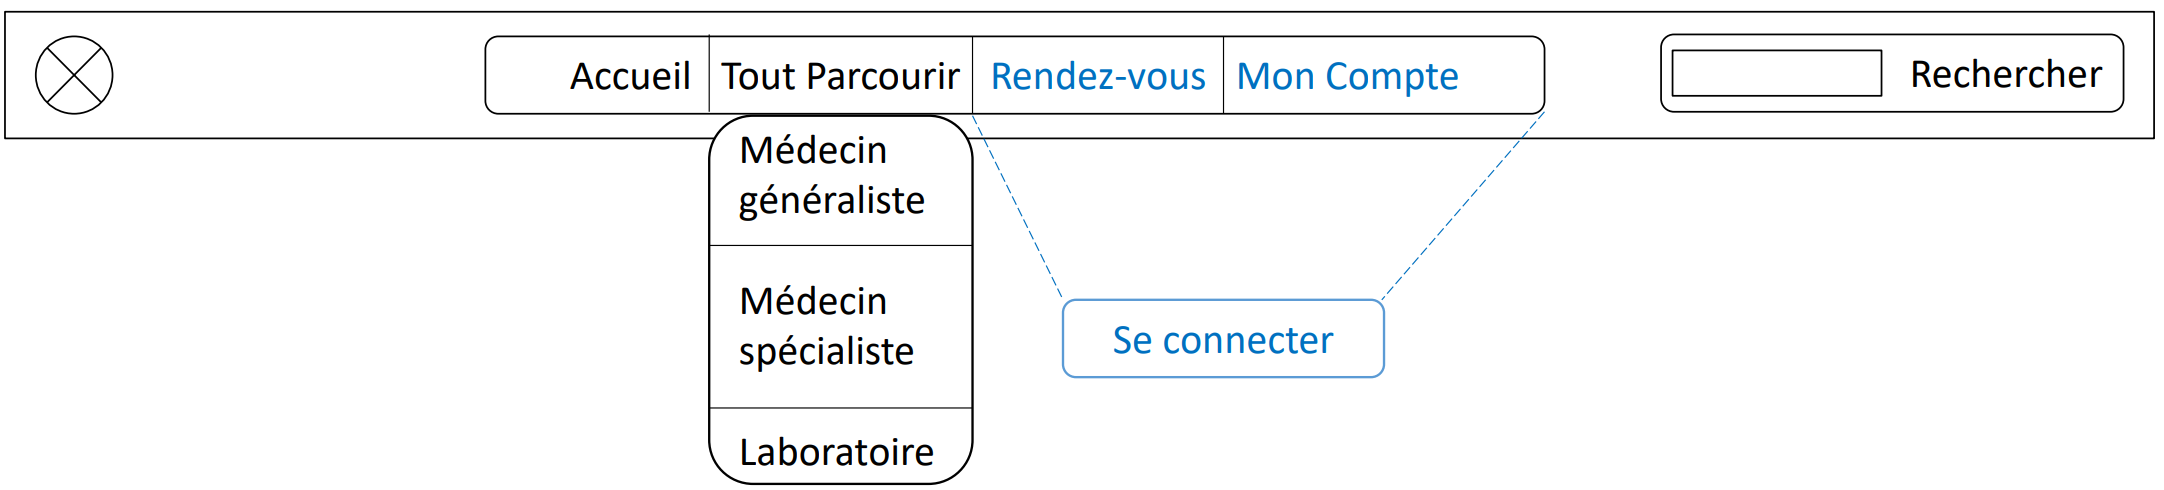 Accueil Tout Parcourir Rendez-vous Mon Compte Rechercher
Médecin
généraliste
Médecin
spécialiste
Laboratoire
Se connecter